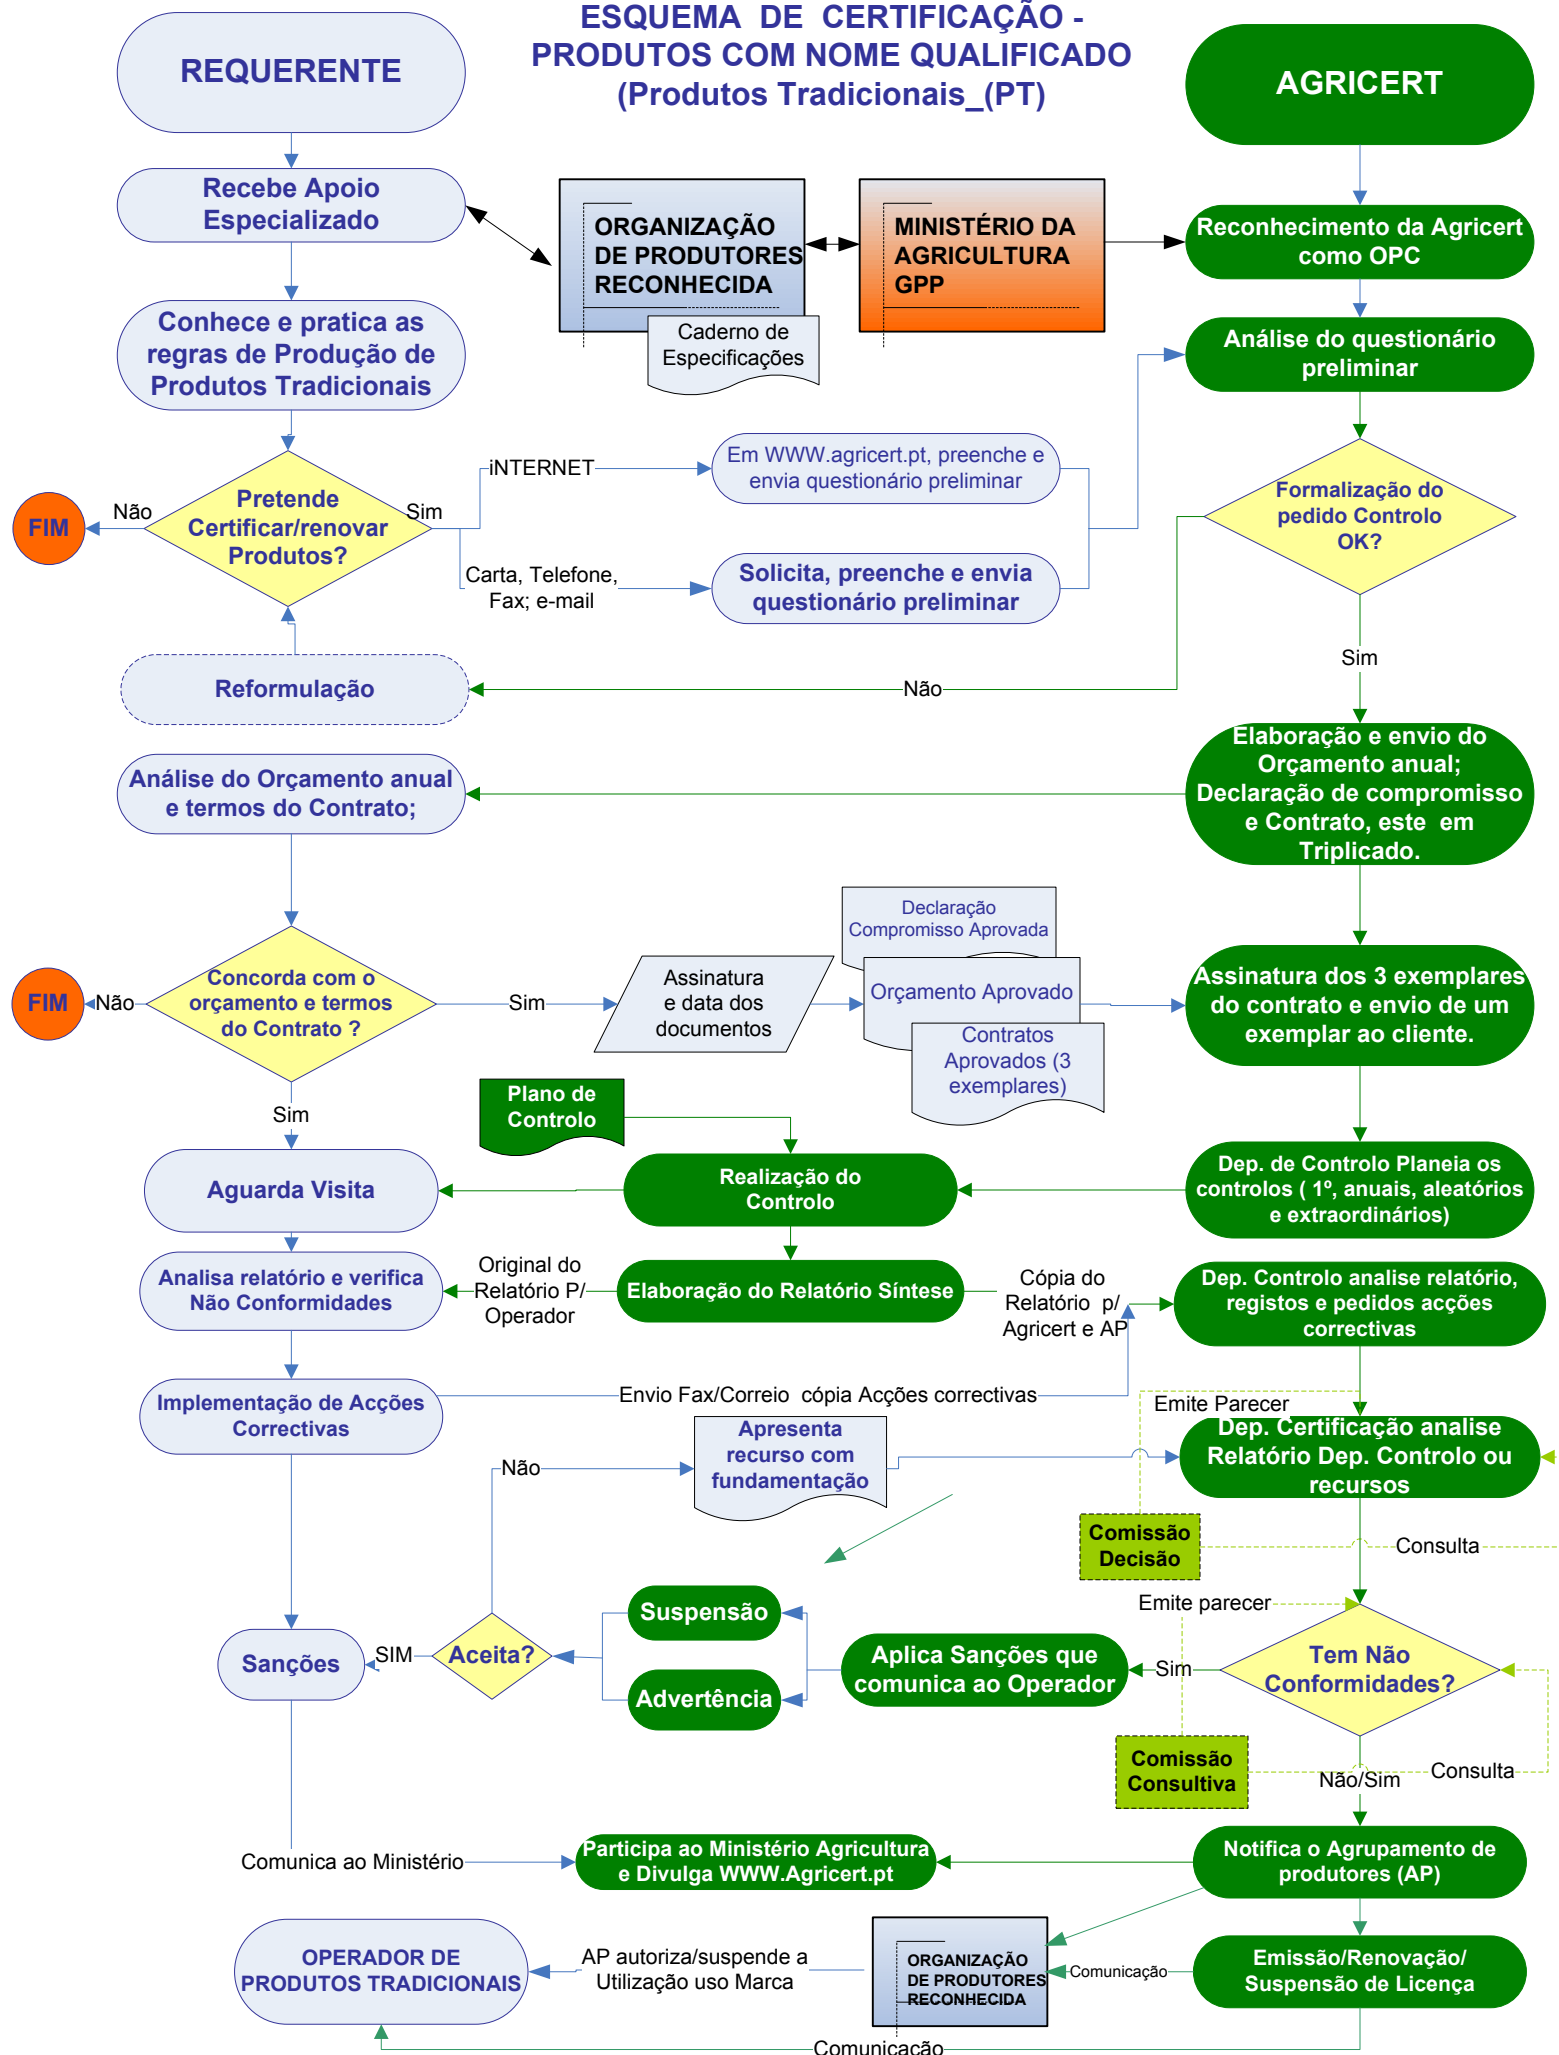 ESQUEMA DE CERTIFICAÇÃO -
PRODUTOS COM NOME QUALIFICADO
(Produtos Tradicionais_(PT)
REQUERENTE
AGRICERT
Recebe Apoio
Especializado
ORGANIZAÇÃO
DE PRODUTORES
RECONHECIDA
MINISTÉRIO DA
AGRICULTURA
GPP
Reconhecimento da Agricert
como OPC
Caderno de
Especificações
Conhece e pratica as
regras de Produção de
Produtos Tradicionais
Análise do questionário
preliminar
iNTERNET
Em WWW.agricert.pt, preenche e
envia questionário preliminar
FIM
Não
Pretende
Certificar/renovar
Produtos?
Sim
Formalização do
pedido Controlo
OK?
Carta, Telefone,
Fax; e-mail
Solicita, preenche e envia
questionário preliminar
Sim
Reformulação
Não
Análise do Orçamento anual
e termos do Contrato;
Elaboração e envio do
Orçamento anual;
Declaração de compromisso
e Contrato, este em
Triplicado.
Declaração
Compromisso Aprovada
FIM
Não
Concorda com o
orçamento e termos
do Contrato ?
Sim
Assinatura
e data dos
documentos
Orçamento Aprovado
Contratos
Aprovados (3
exemplares)
Assinatura dos 3 exemplares
do contrato e envio de um
exemplar ao cliente.
Sim
Plano de
Controlo
Aguarda Visita
Realização do
Controlo
Dep. de Controlo Planeia os
controlos ( 1º, anuais, aleatórios
e extraordinários)
Analisa relatório e verifica
Não Conformidades
Original do
Relatório P/
Operador
Elaboração do Relatório Síntese
Cópia do
Relatório p/
Agricert e AP
Dep. Controlo analise relatório,
registos e pedidos acções
correctivas
Implementação de Acções
Correctivas
Envio Fax/Correio cópia Acções correctivas
Emite Parecer
Não
Apresenta
recurso com
fundamentação
Dep. Certificação analise
Relatório Dep. Controlo ou
recursos
Comissão
Decisão
Consulta
Emite parecer
Suspensão
Sanções
SIM
Aceita?
Advertência
Aplica Sanções que
comunica ao Operador
Sim
Tem Não
Conformidades?
Comissão
Consultiva
Não/Sim
Consulta
Comunica ao Ministério
Participa ao Ministério Agricultura
e Divulga WWW.Agricert.pt
Notifica o Agrupamento de
produtores (AP)
OPERADOR DE
PRODUTOS TRADICIONAIS
AP autoriza/suspende a
Utilização uso Marca
ORGANIZAÇÃO
DE PRODUTORES
RECONHECIDA
Comunicação
Emissão/Renovação/
Suspensão de Licença
Comunicação